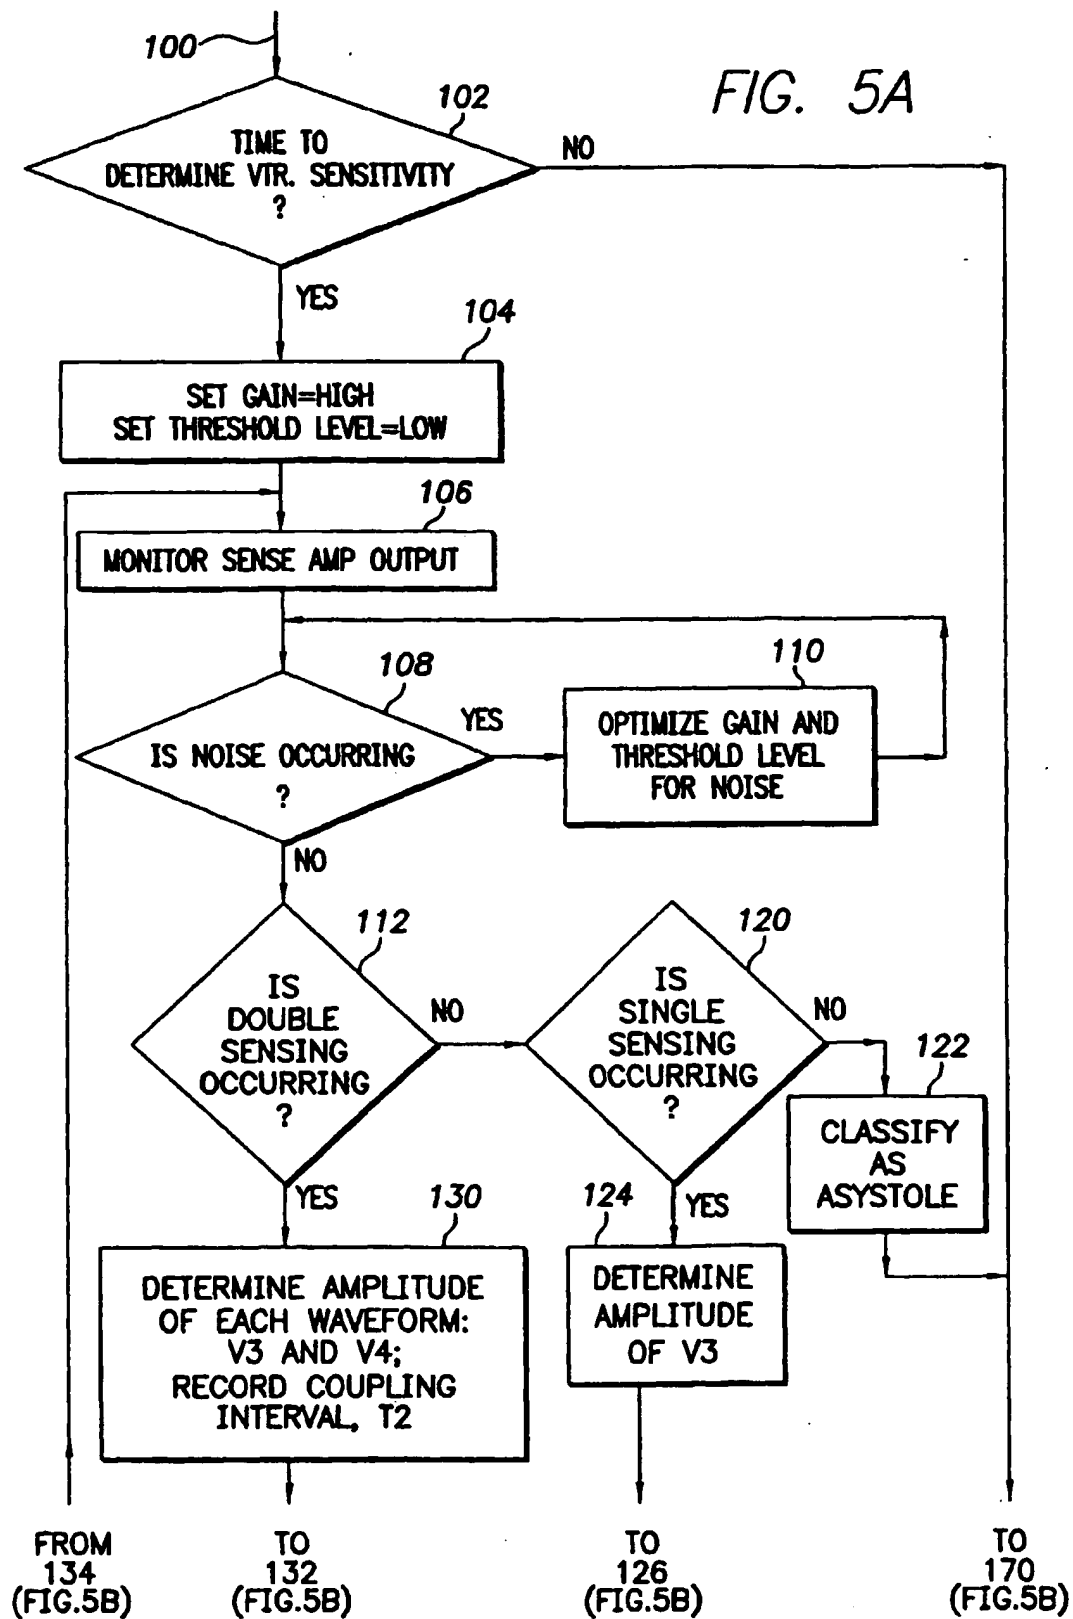 100
FIG. 5A
102
TIME TO
DETERMINE VTR. SENSITIVITY
?
NO
YES
104
SET GAIN=HIGH
SET THRESHOLD LEVEL=LOW
106
MONITOR SENSE AMP OUTPUT
108
IS NOISE OCCURRING
?
YES
110
OPTIMIZE GAIN AND
THRESHOLD LEVEL
FOR NOISE
NO
112
IS
DOUBLE
SENSING
OCCURRING
?
NO
120
IS
SINGLE
SENSING
OCCURRING
?
NO
122
CLASSIFY
AS
ASYSTOLE
YES
130
DETERMINE AMPLITUDE
OF EACH WAVEFORM:
V3 AND V4;
RECORD COUPLING
INTERVAL, T2
YES
124
DETERMINE
AMPLITUDE
OF V3
FROM
134
(FIG.5B)
TO
132
(FIG.5B)
TO
126
(FIG.5B)
TO
170
(FIG.5B)